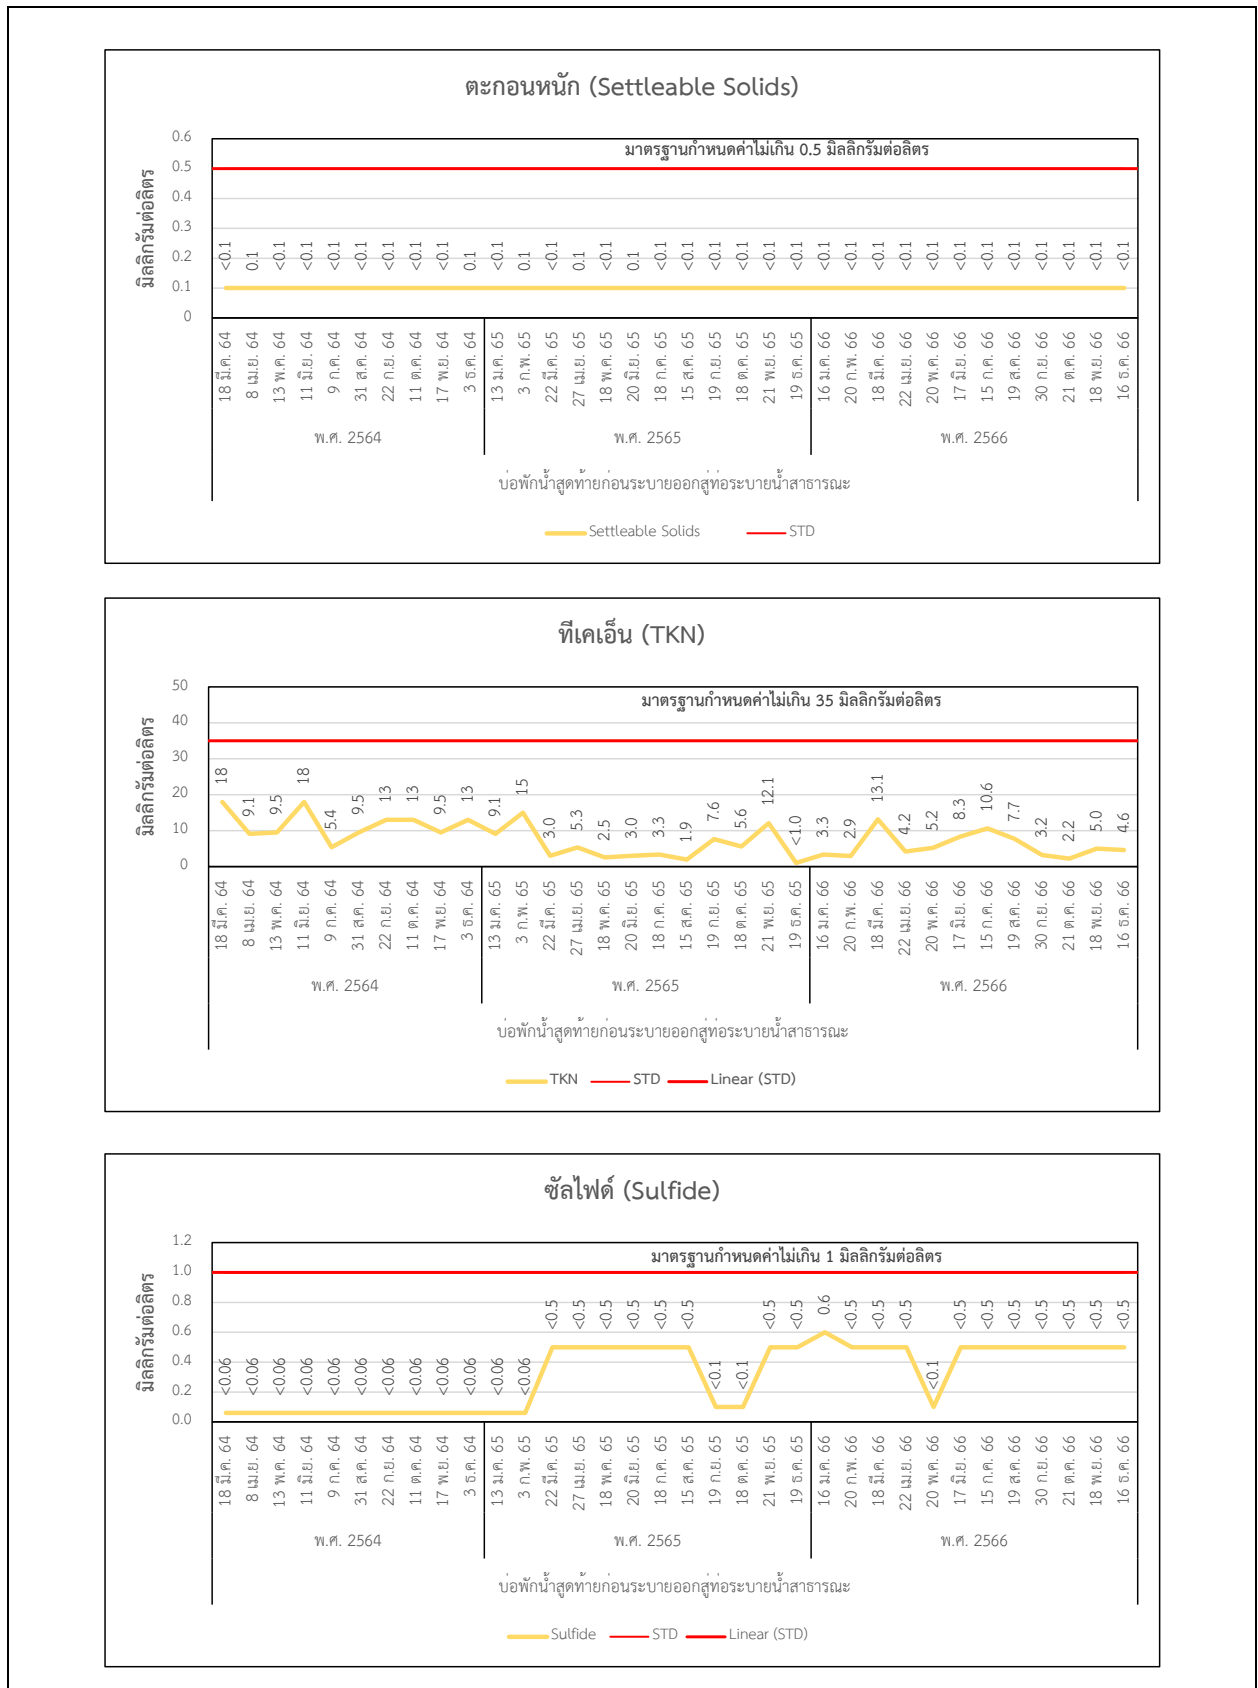 ตะกอนหนัก (Settleable Solids)
มาตรฐานกำหนดค่าไม่เกิน 0.5 มิลลิกรัมต่อลิตร
มิลลิกรัมต่อลิตร
0.6
0.5
0.4
0.3
0.2
0.1
0
<0.1 0.1 <0.1 <0.1 <0.1 <0.1 <0.1 <0.1 <0.1 0.1 <0.1 0.1 <0.1 0.1 <0.1 0.1 <0.1 <0.1 <0.1 <0.1 <0.1 <0.1 <0.1 <0.1 <0.1 <0.1 <0.1 <0.1 <0.1 <0.1 <0.1 <0.1 <0.1 <0.1
18 มี.ค. 64 8 เม.ย. 64 13 พ.ค. 64 11 มิ.ย. 64 9 ก.ค. 64 31 ส.ค. 64 22 ก.ย. 64 11 ต.ค. 64 17 พ.ย. 64 3 ธ.ค. 64 13 ม.ค. 65 3 ก.พ. 65 22 มี.ค. 65 27 เม.ย. 65 18 พ.ค. 65 20 มิ.ย. 65 18 ก.ค. 65 15 ส.ค. 65 19 ก.ย. 65 18 ต.ค. 65 21 พ.ย. 65 19 ธ.ค. 65 16 ม.ค. 66 20 ก.พ. 66 18 มี.ค. 66 22 เม.ย. 66 20 พ.ค. 66 17 มิ.ย. 66 15 ก.ค. 66 19 ส.ค. 66 30 ก.ย. 66 21 ต.ค. 66 18 พ.ย. 66 16 ธ.ค. 66
พ.ศ. 2564 พ.ศ. 2565 พ.ศ. 2566
บ่อพักน้ำสุดท้ายก่อนระบายออกสู่ท่อระบายน้ำสาธารณะ
Settleable Solids STD
ทีเคเอ็น (TKN)
มาตรฐานกำหนดค่าไม่เกิน 35 มิลลิกรัมต่อลิตร
มิลลิกรัมต่อลิตร
50
40
30
20
10
0
18 9.1 9.5 18 5.4 9.5 13 13 9.5 13 9.1 15 3.0 5.3 2.5 3.0 3.3 1.9 7.6 5.6 12.1 <1.0 3.3 2.9 13.1 4.2 5.2 8.3 10.6 7.7 3.2 2.2 5.0 4.6
18 มี.ค. 64 8 เม.ย. 64 13 พ.ค. 64 11 มิ.ย. 64 9 ก.ค. 64 31 ส.ค. 64 22 ก.ย. 64 11 ต.ค. 64 17 พ.ย. 64 3 ธ.ค. 64 13 ม.ค. 65 3 ก.พ. 65 22 มี.ค. 65 27 เม.ย. 65 18 พ.ค. 65 20 มิ.ย. 65 18 ก.ค. 65 15 ส.ค. 65 19 ก.ย. 65 18 ต.ค. 65 21 พ.ย. 65 19 ธ.ค. 65 16 ม.ค. 66 20 ก.พ. 66 18 มี.ค. 66 22 เม.ย. 66 20 พ.ค. 66 17 มิ.ย. 66 15 ก.ค. 66 19 ส.ค. 66 30 ก.ย. 66 21 ต.ค. 66 18 พ.ย. 66 16 ธ.ค. 66
พ.ศ. 2564 พ.ศ. 2565 พ.ศ. 2566
บ่อพักน้ำสุดท้ายก่อนระบายออกสู่ท่อระบายน้ำสาธารณะ
TKN STD Linear (STD)
ซัลไฟด์ (Sulfide)
มาตรฐานกำหนดค่าไม่เกิน 1 มิลลิกรัมต่อลิตร
มิลลิกรัมต่อลิตร
1.2
1.0
0.8
0.6
0.4
0.2
0.0
<0.06 <0.06 <0.06 <0.06 <0.06 <0.06 <0.06 <0.06 <0.06 <0.06 <0.06 <0.06 <0.5 <0.5 <0.5 <0.5 <0.5 <0.5 <0.1 <0.1 <0.5 <0.5 0.6 <0.5 <0.5 <0.5 <0.1 <0.5 <0.5 <0.5 <0.5 <0.5 <0.5 <0.5
18 มี.ค. 64 8 เม.ย. 64 13 พ.ค. 64 11 มิ.ย. 64 9 ก.ค. 64 31 ส.ค. 64 22 ก.ย. 64 11 ต.ค. 64 17 พ.ย. 64 3 ธ.ค. 64 13 ม.ค. 65 3 ก.พ. 65 22 มี.ค. 65 27 เม.ย. 65 18 พ.ค. 65 20 มิ.ย. 65 18 ก.ค. 65 15 ส.ค. 65 19 ก.ย. 65 18 ต.ค. 65 21 พ.ย. 65 19 ธ.ค. 65 16 ม.ค. 66 20 ก.พ. 66 18 มี.ค. 66 22 เม.ย. 66 20 พ.ค. 66 17 มิ.ย. 66 15 ก.ค. 66 19 ส.ค. 66 30 ก.ย. 66 21 ต.ค. 66 18 พ.ย. 66 16 ธ.ค. 66
พ.ศ. 2564 พ.ศ. 2565 พ.ศ. 2566
บ่อพักน้ำสุดท้ายก่อนระบายออกสู่ท่อระบายน้ำสาธารณะ
Sulfide STD Linear (STD)